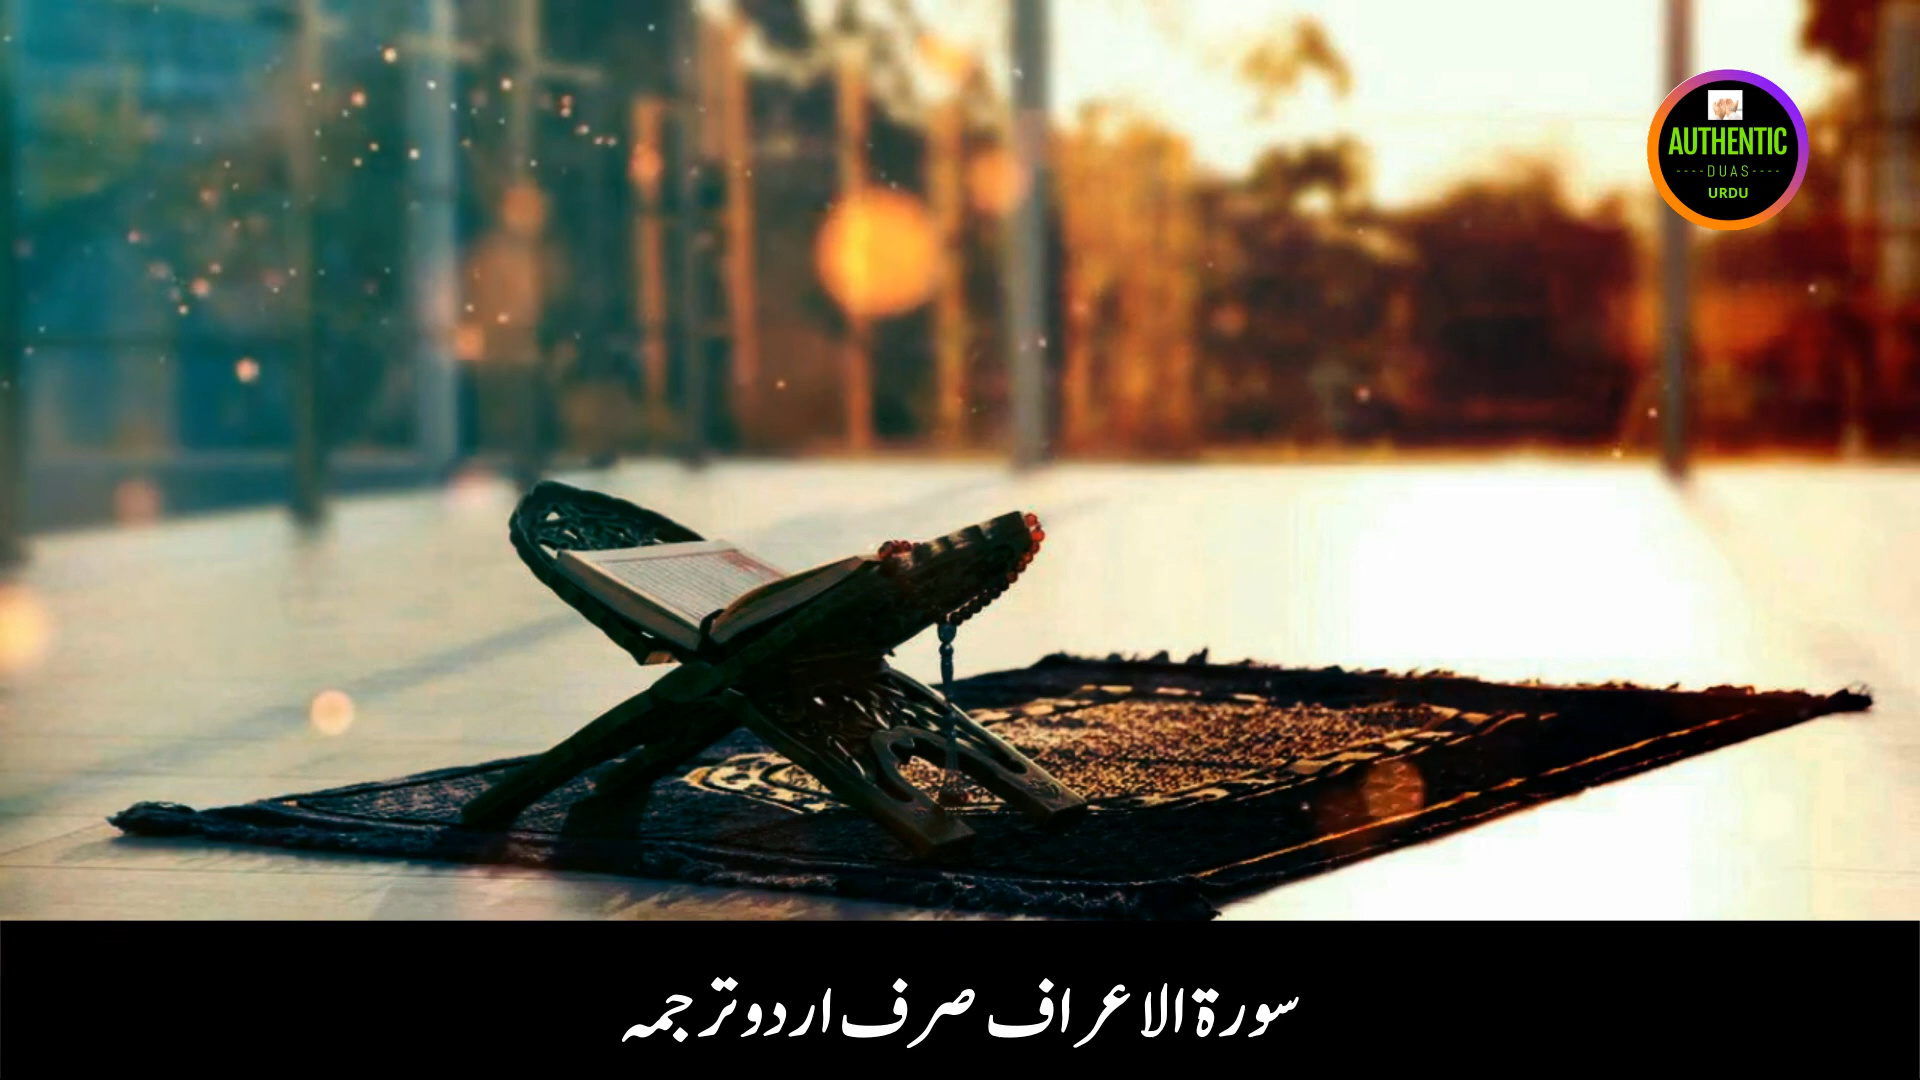 AUTHENTIC
----DUAS----
URDU
سورۃ الاعراف صرف اردو ترجمہ